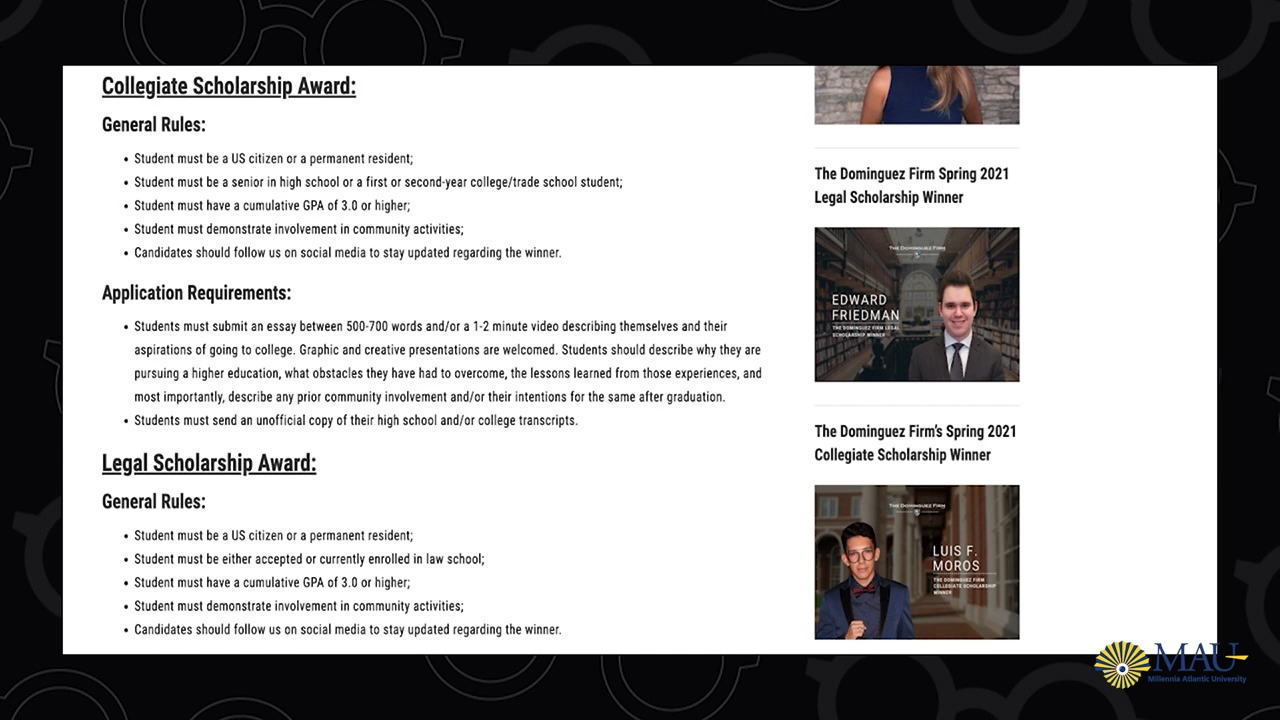 Collegiate Scholarship Award:
General Rules:
• Student must be a US citizen or a permanent resident;
• Student must be a senior in high school or a first or second-year college/trade school student;
• Student must have a cumulative GPA of 3.0 or higher;
• Student must demonstrate involvement in community activities;
• Candidates should follow us on social media to stay updated regarding the winner.
Application Requirements:
• Students must submit an essay between 500-700 words and/or a 1-2 minute video describing themselves and their
aspirations of going to college. Graphic and creative presentations are welcomed. Students should describe why they are
pursuing a higher education, what obstacles they have had to overcome, the lessons learned from those experiences, and
most importantly, describe any prior community involvement and/or their intentions for the same after graduation.
• Students must send an unofficial copy of their high school and/or college transcripts.
Legal Scholarship Award:
General Rules:
• Student must be a US citizen or a permanent resident;
• Student must be either accepted or currently enrolled in law school;
• Student must have a cumulative GPA of 3.0 or higher;
• Student must demonstrate involvement in community activities;
• Candidates should follow us on social media to stay updated regarding the winner.
The Dominguez Firm Spring 2021
Legal Scholarship Winner
THE DOMINGUEZ FIRM
EDWARD
FRIEDMAN
THE DOMINGUEZ FIRM LEGAL
SCHOLARSHIP WINNER
The Dominguez Firm's Spring 2021
Collegiate Scholarship Winner
THE DOMINGUEZ FIRM
LUIS F.
MOROS
THE DOMINGUEZ FIRM
COLLEGIATE SCHOLARSHIP
WINNER
MAU
Millennia Atlantic University